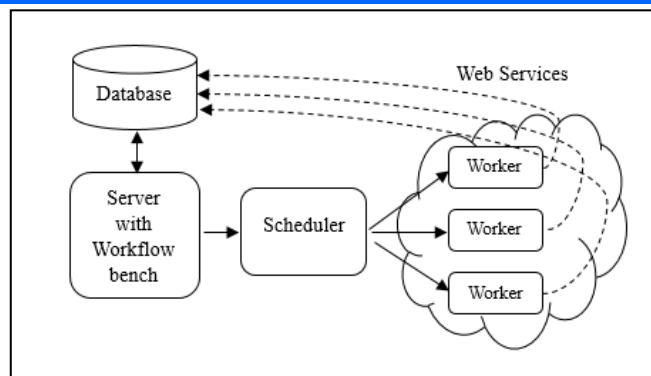 Web Services
Database
Worker
Server
with
Workflow
bench
Scheduler
Worker
Worker